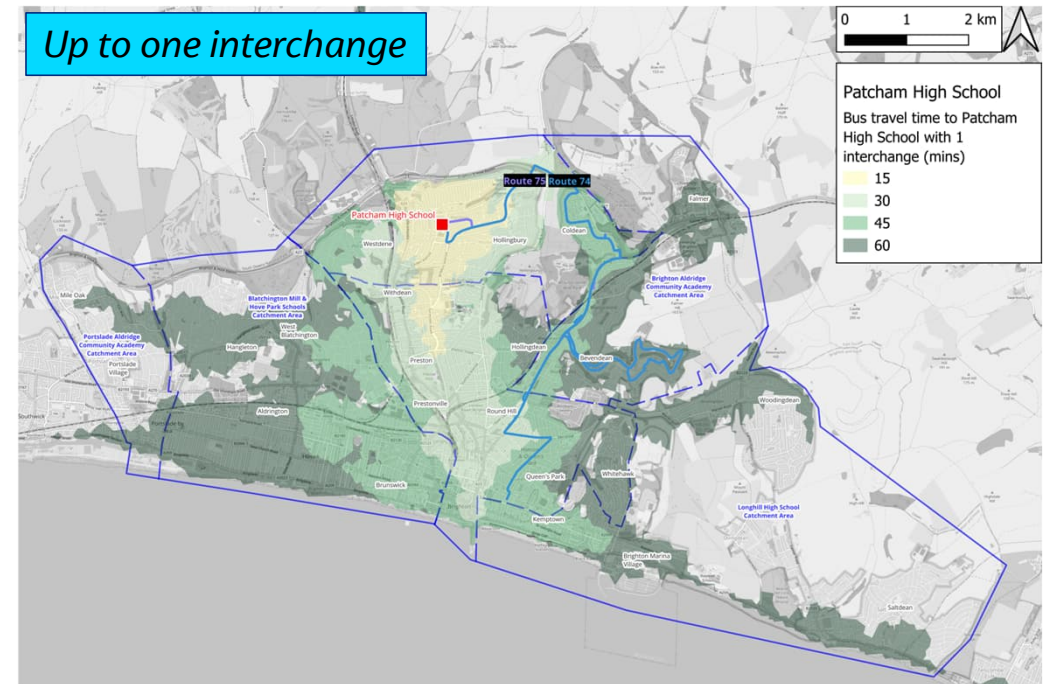 Up to one interchange
0 1 2 km
Patcham High School
Bus travel time to Patcham
High School with 1
interchange (mins)
15
30
45
60
Route 75
Route 74
Patcham High School
Falmer
Westdene
Hollingbury
Coldean
Withdean
Brighton Aldridge
Community Academy
Catchment Area
Mile Oak
Blatchington Mill &
Hove Park Schools
Catchment Area
West
Blatchington
Hangleton
Portslade Aldridge
Community Academy
Catchment Area
Portslade
Village
Preston
Hollingdean
Bevendean
Southwick
Aldrington
Prestonville
Round Hill
Woodingdean
Brunswick
Queen's Park
Whitehawk
Kemptown
Longhill High School
Catchment Area
Brighton Marina
Village
Saltdean